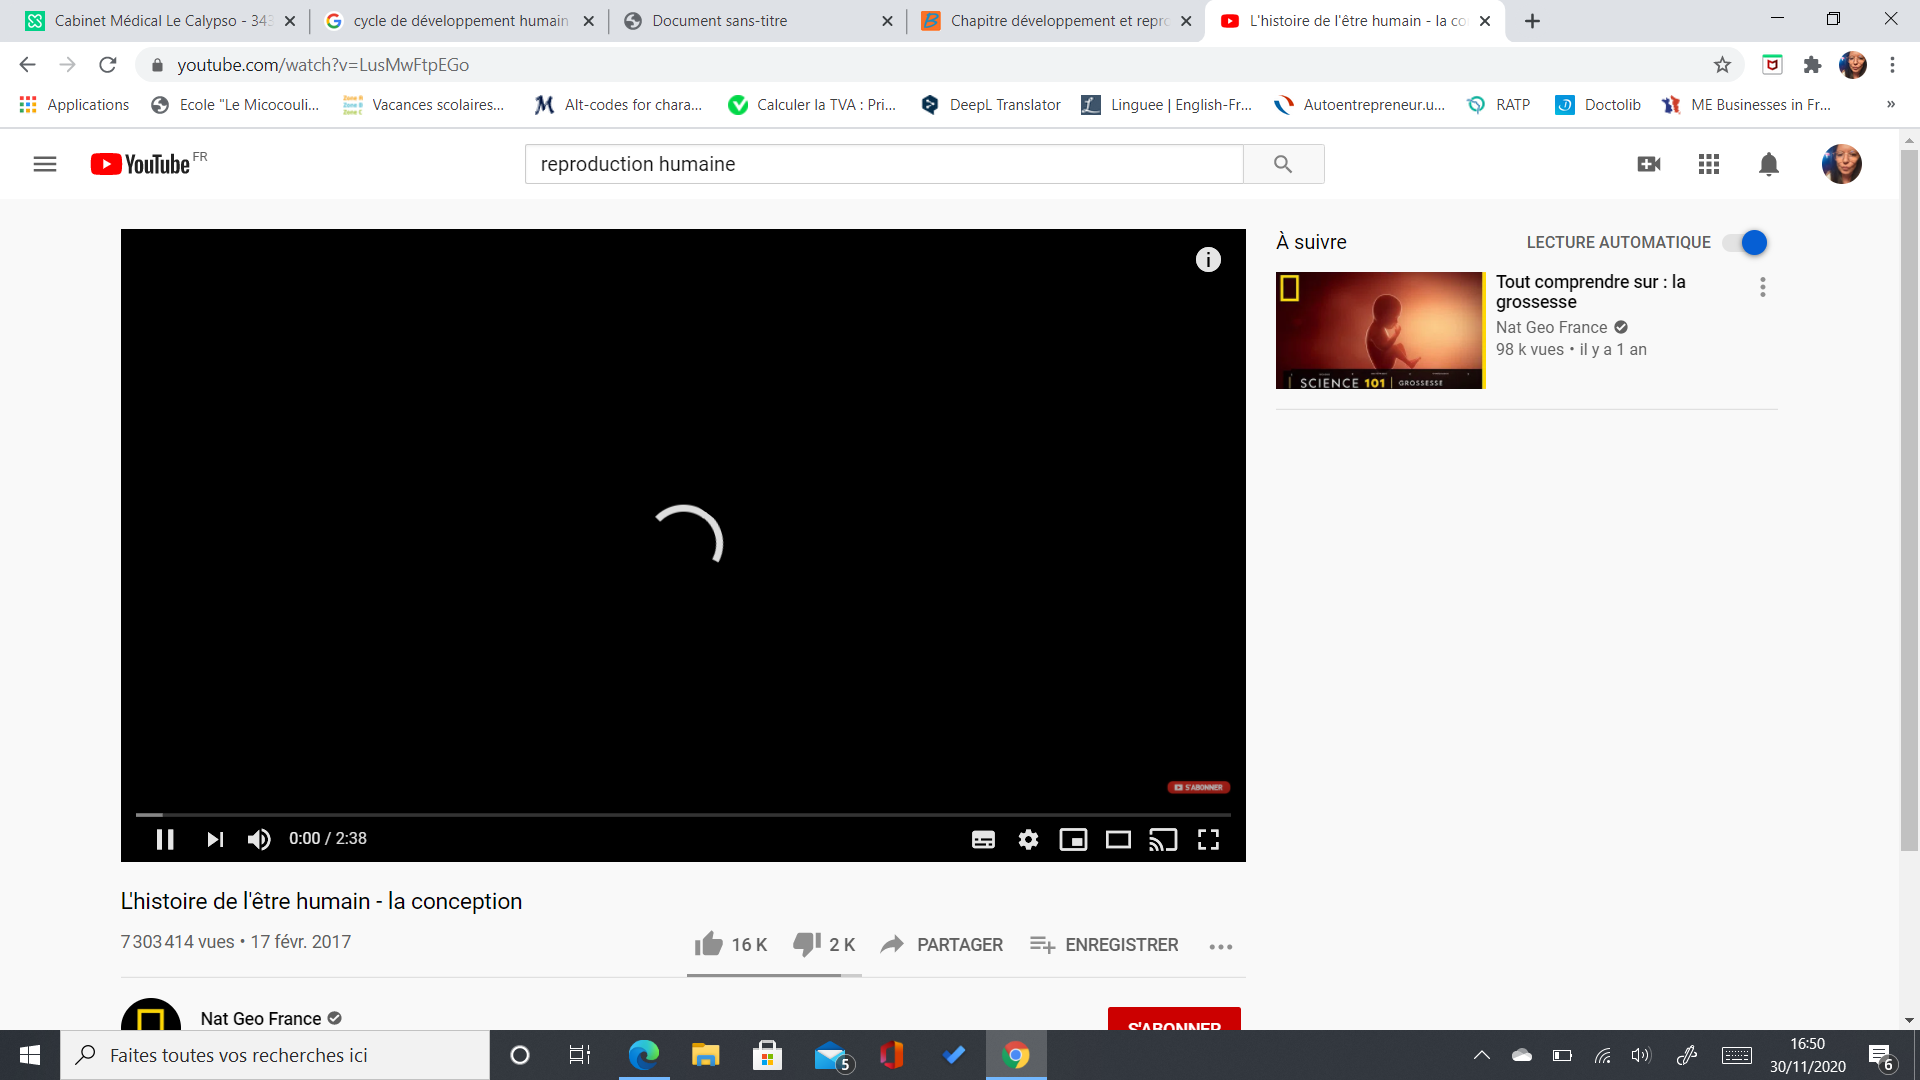 Cabinet Médical Le Calypso - 343
cycle de développement humain
Document sans-titre
Chapitre développement et repro
L'histoire de l'être humain - la co
youtube.com/watch?v=LusMwFtpEGo
Applications
Ecole "Le Micocouli...
Vacances scolaires...
Alt-codes for chara...
Calculer la TVA : Pri...
DeepL Translator
Linguee | English-Fr...
Autoentrepreneur.u...
RATP
Doctolib
ME Businesses in Fr...
»
YouTube FR
reproduction humaine
À suivre
LECTURE AUTOMATIQUE
Tout comprendre sur : la
grossesse
Nat Geo France
98 k vues • il y a 1 an
SCIENCE 101 | GROSSESSE
S'ABONNER
0:00 / 2:38
L'histoire de l'être humain - la conception
7 303 414 vues • 17 févr. 2017
16 K
2 K
PARTAGER
ENREGISTRER
Nat Geo France
S'ABONNER
Faites toutes vos recherches ici
5
16:50
30/11/2020
6